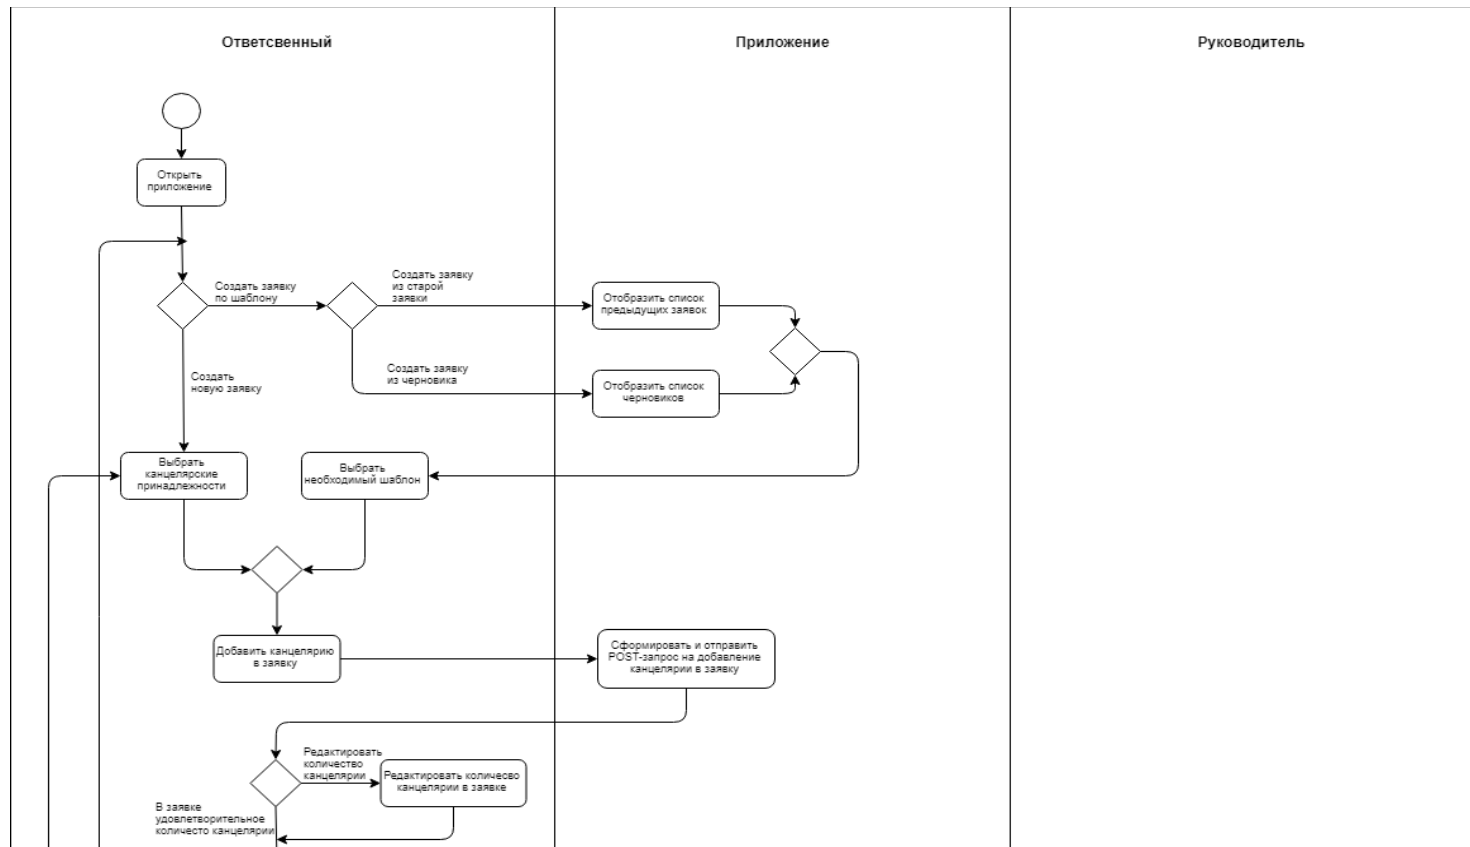 Ответсвенный
Приложение
Руководитель
Открыть
приложение
Создать заявку
по шаблону
Создать заявку
из старой
заявки
Отобразить список
предыдущих заявок
Создать
новую заявку
Создать заявку
из черновика
Отобразить список
черновиков
Выбрать
канцелярские
принадлежности
Выбрать
необходимый шаблон
Добавить канцелярию
в заявку
Сформировать и отправить
POST-запрос на добавление
канцелярии в заявку
Редактировать
количество
канцелярии
Редактировать количесво
канцелярии в заявке
В заявке
удовлетворительное
количесто канцелярии